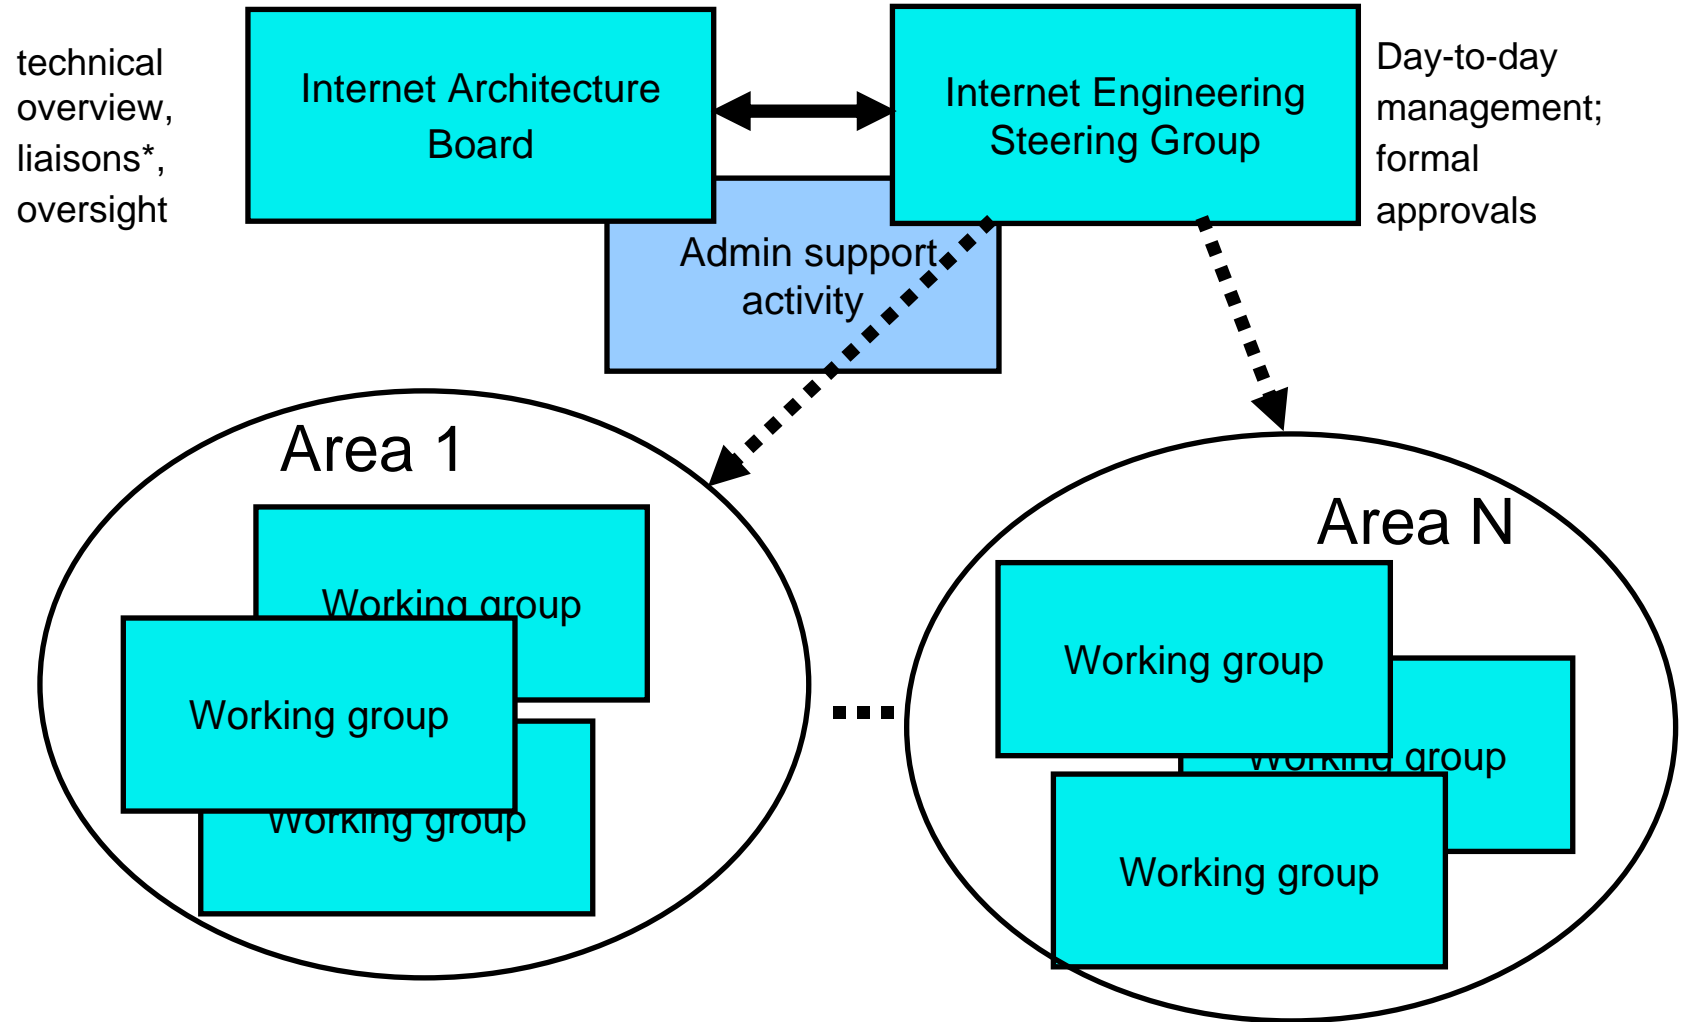 technical
overview,
liaisons*,
oversight
Internet Architecture
Board
Internet Engineering
Steering Group
Day-to-day
management;
formal
approvals
Admin support
activity
Area 1
Working group
Working group
Working group
Area N
Working group
Working group
Working group